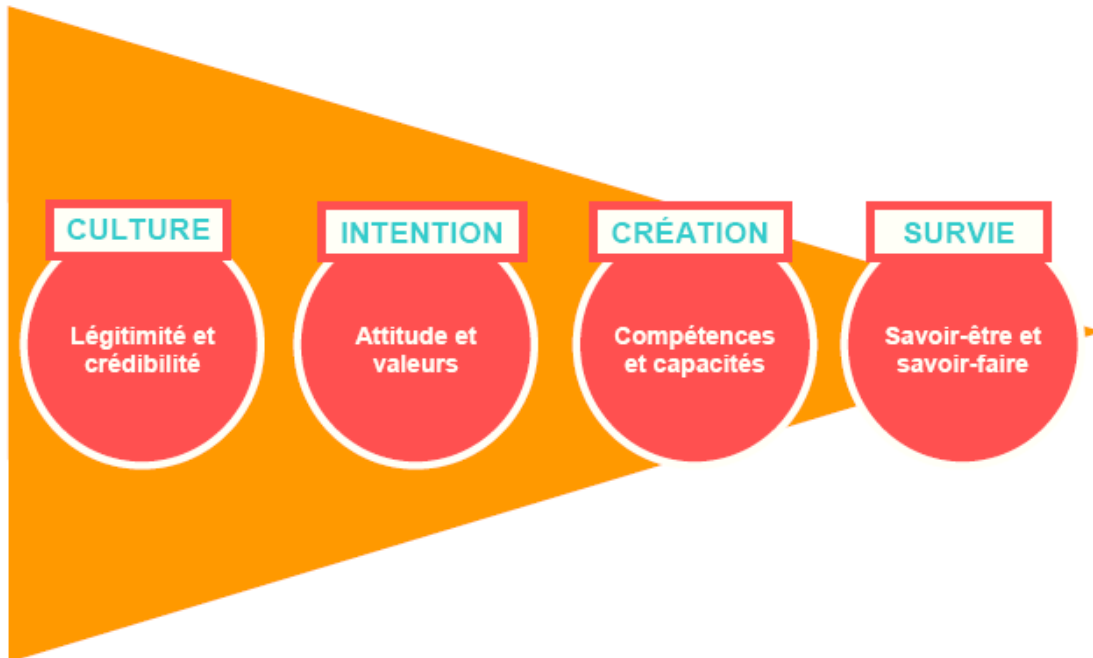 CULTURE
Légitimité et
crédibilité
INTENTION
Attitude et
valeurs
CRÉATION
Compétences
et capacités
SURVIE
Savoir-être et
savoir-faire